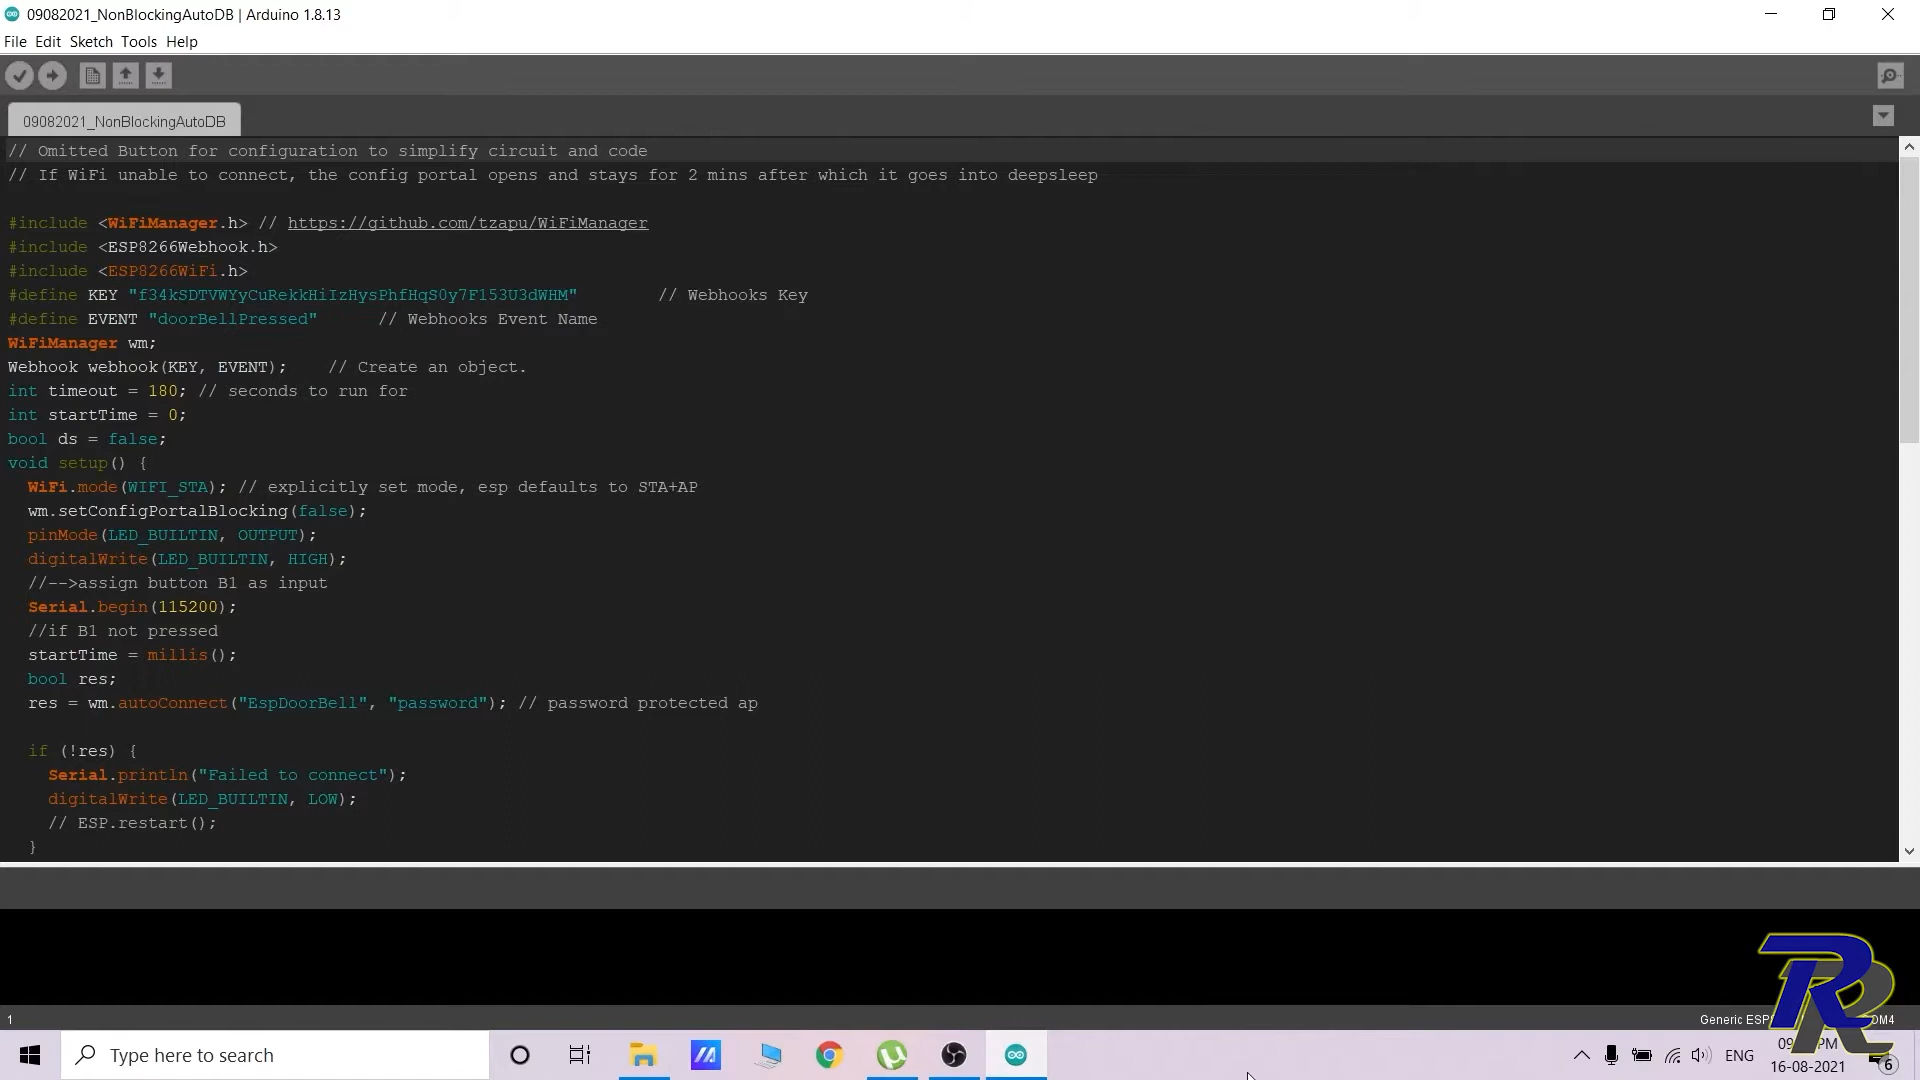 09082021_NonBlockingAutoDB | Arduino 1.8.13
File Edit Sketch Tools Help
09082021_NonBlockingAutoDB
// Omitted Button for configuration to simplify circuit and code
// If WiFi unable to connect, the config portal opens and stays for 2 mins after which it goes into deepsleep
#include <WiFiManager.h> // https://github.com/tzapu/WiFiManager
#include <ESP8266Webhook.h>
#include <ESP8266WiFi.h>
#define KEY "f34kSDTVWYyCuRekkHiIzHysPhfHqS0y7F153U3dWHM" // Webhooks Key
#define EVENT "doorBellPressed" // Webhooks Event Name
WiFiManager wm;
Webhook webhook(KEY, EVENT); // Create an object.
int timeout = 180; // seconds to run for
int startTime = 0;
bool ds = false;
void setup() {
WiFi.mode(WIFI_STA); // explicitly set mode, esp defaults to STA+AP
wm.setConfigPortalBlocking(false);
pinMode(LED_BUILTIN, OUTPUT);
digitalWrite(LED_BUILTIN, HIGH);
//-->assign button B1 as input
Serial.begin(115200);
//if B1 not pressed
startTime = millis();
bool res;
res = wm.autoConnect("EspDoorBell", "password"); // password protected ap
if (!res) {
Serial.println("Failed to connect");
digitalWrite(LED_BUILTIN, LOW);
// ESP.restart();
}
1
Generic
Type here to search
ENG
PM
16-08-2021
6